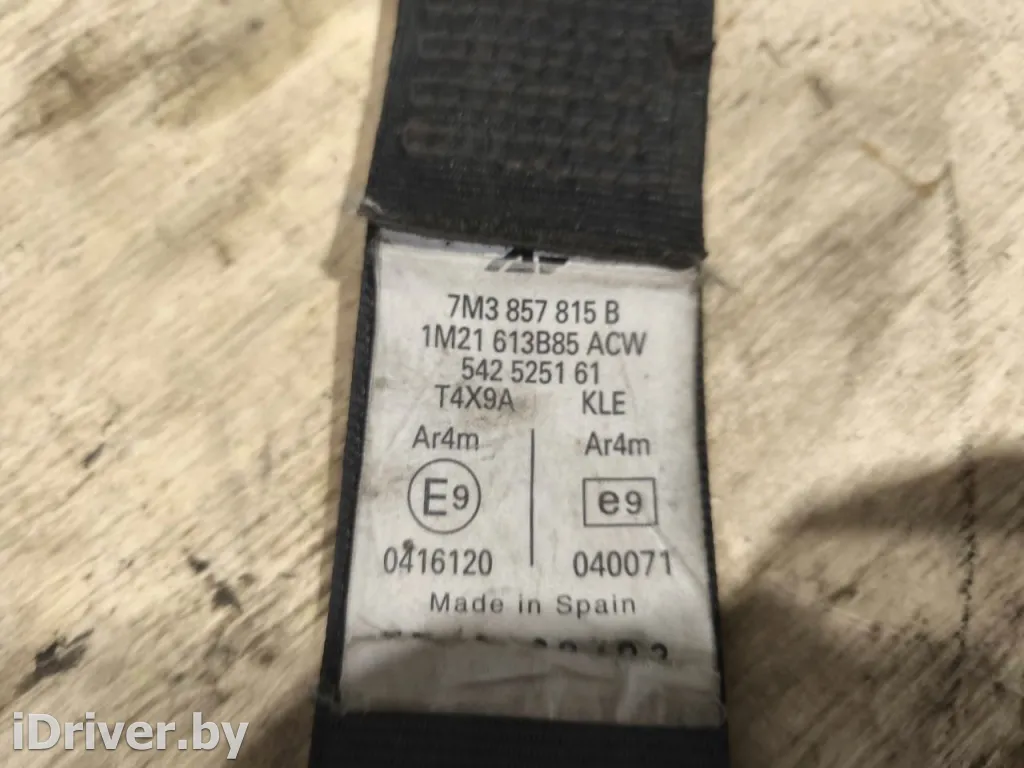 7M3 857 815 B
1M21 613B85 ACW
542 5251 61
T4X9A KLE
Ar4m Ar4m
E9 e9
0416120 040071
Made in Spain
iDriver.by